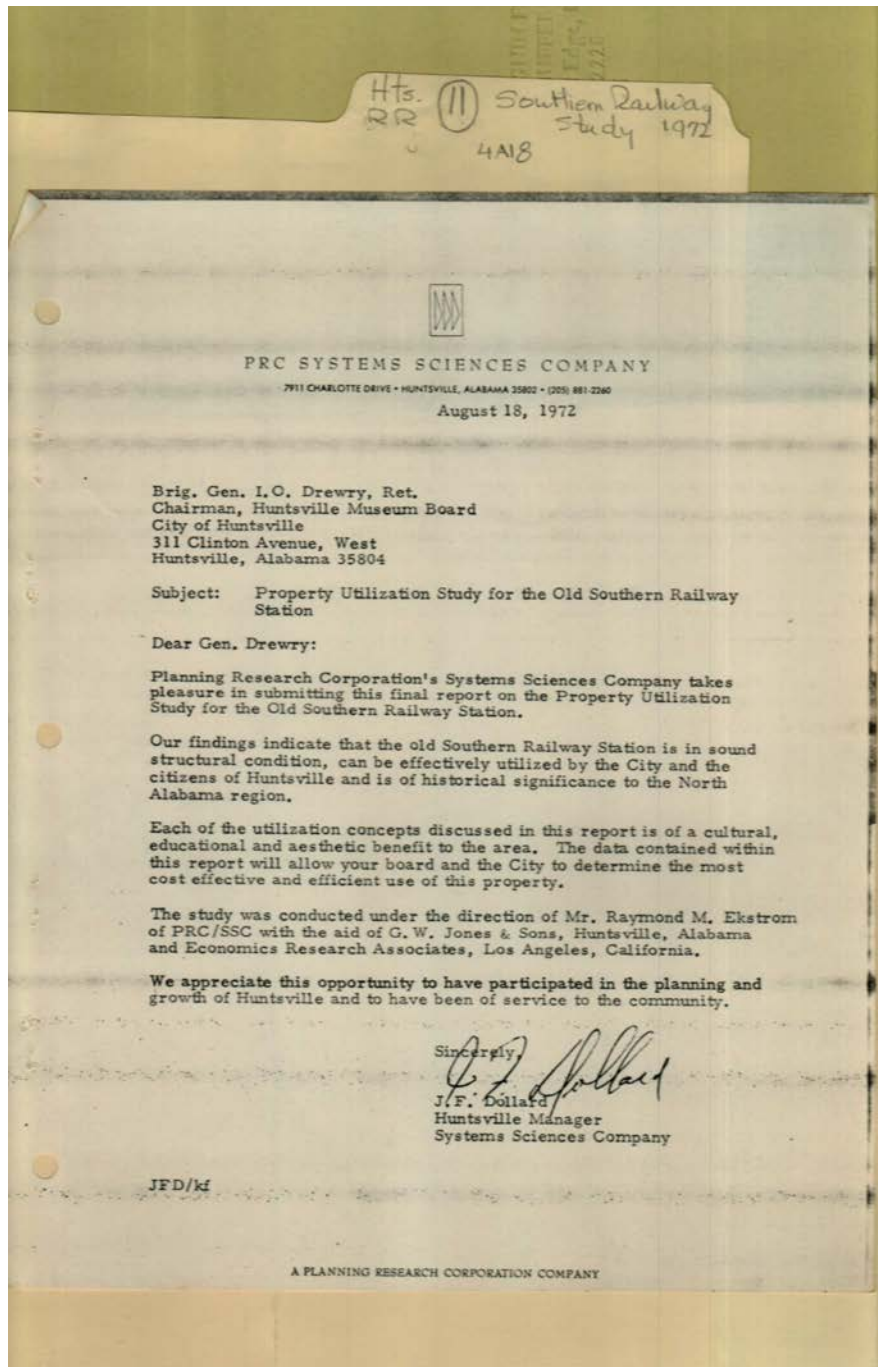 Hts. (11) Southern Railway
RR Study 1972
4A18
PRC SYSTEMS SCIENCES COMPANY
7911 CHARLOTTE DRIVE • HUNTSVILLE, ALABAMA 35802 • (205) 881-2260
August 18, 1972
Brig. Gen. I.O. Drewry, Ret.
Chairman, Huntsville Museum Board
City of Huntsville
311 Clinton Avenue, West
Huntsville, Alabama 35804
Subject: Property Utilization Study for the Old Southern Railway
Station
Dear Gen. Drewry:
Planning Research Corporation's Systems Sciences Company takes
pleasure in submitting this final report on the Property Utilization
Study for the Old Southern Railway Station.
Our findings indicate that the old Southern Railway Station is in sound
structural condition, can be effectively utilized by the City and the
citizens of Huntsville and is of historical significance to the North
Alabama region.
Each of the utilization concepts discussed in this report is of a cultural,
educational and aesthetic benefit to the area. The data contained within
this report will allow your board and the City to determine the most
cost effective and efficient use of this property.
The study was conducted under the direction of Mr. Raymond M. Ekstrom
of PRC/SSC with the aid of G. W. Jones & Sons, Huntsville, Alabama
and Economics Research Associates, Los Angeles, California.
We appreciate this opportunity to have participated in the planning and
growth of Huntsville and to have been of service to the community.
Sincerely,
J F Dollard
J. F. Dollard
Huntsville Manager
Systems Sciences Company
JFD/kf
A PLANNING RESEARCH CORPORATION COMPANY